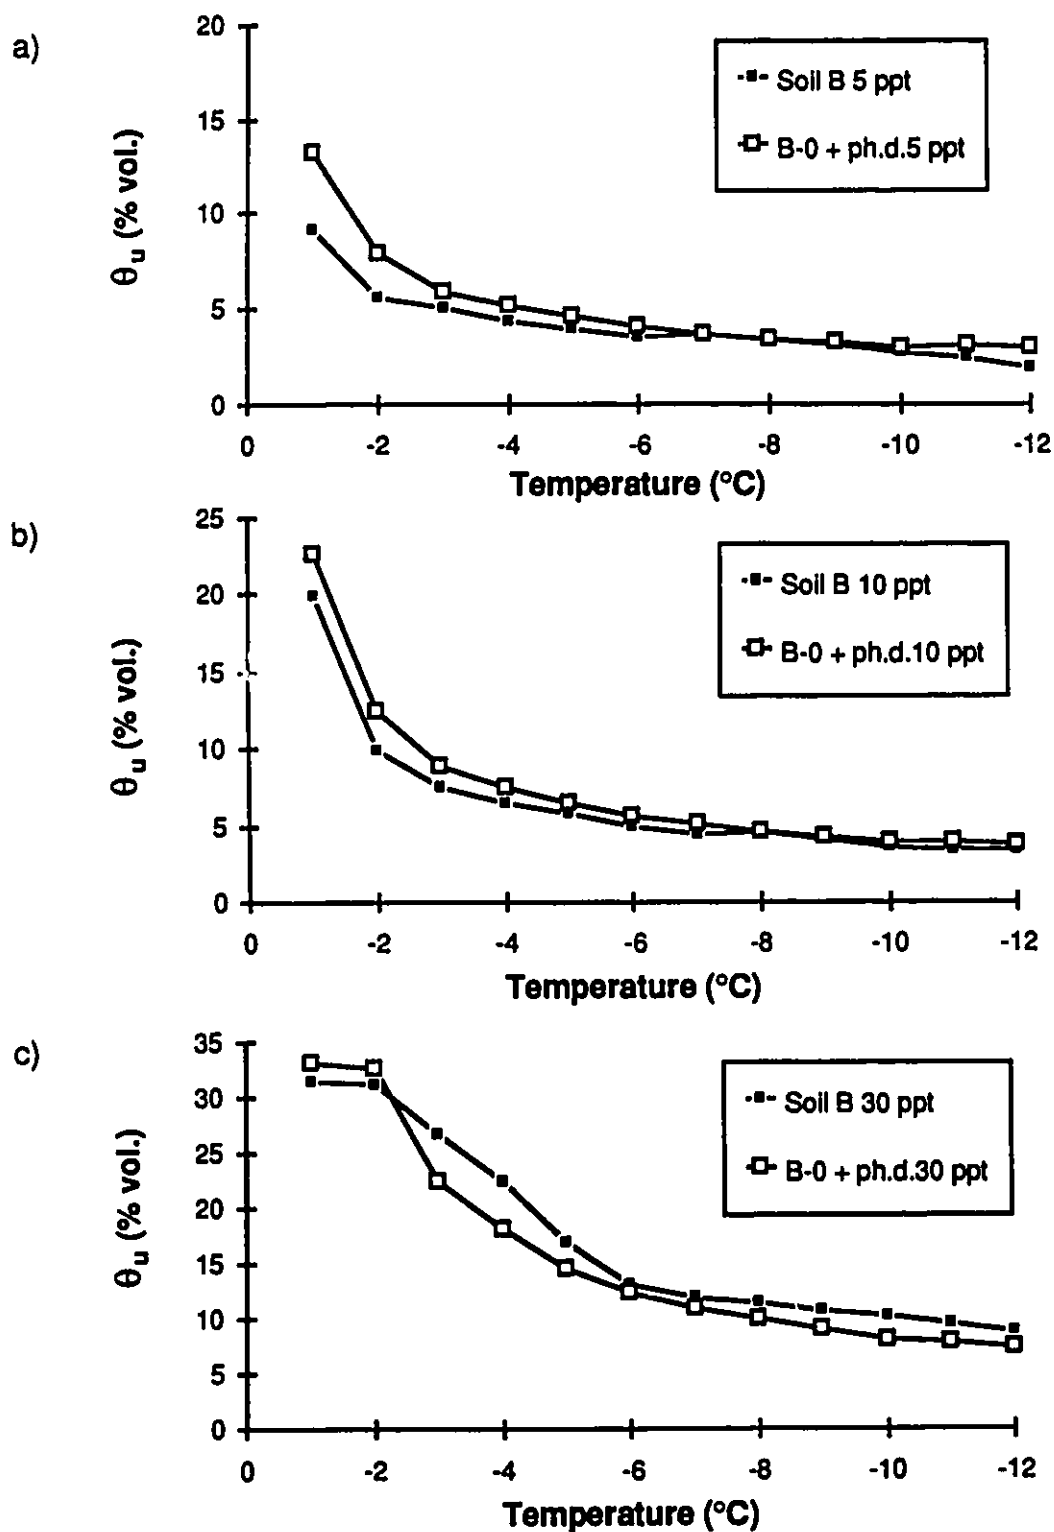 a)
20
15
10
5
0
θu (% vol.)
Soil B 5 ppt
B-0 + ph.d.5 ppt
0 -2 -4 -6 -8 -10 -12
Temperature (°C)
b)
25
20
15
10
5
0
θu (% vol.)
Soil B 10 ppt
B-0 + ph.d.10 ppt
0 -2 -4 -6 -8 -10 -12
Temperature (°C)
c)
35
30
25
20
15
10
5
0
θu (% vol.)
Soil B 30 ppt
B-0 + ph.d.30 ppt
0 -2 -4 -6 -8 -10 -12
Temperature (°C)